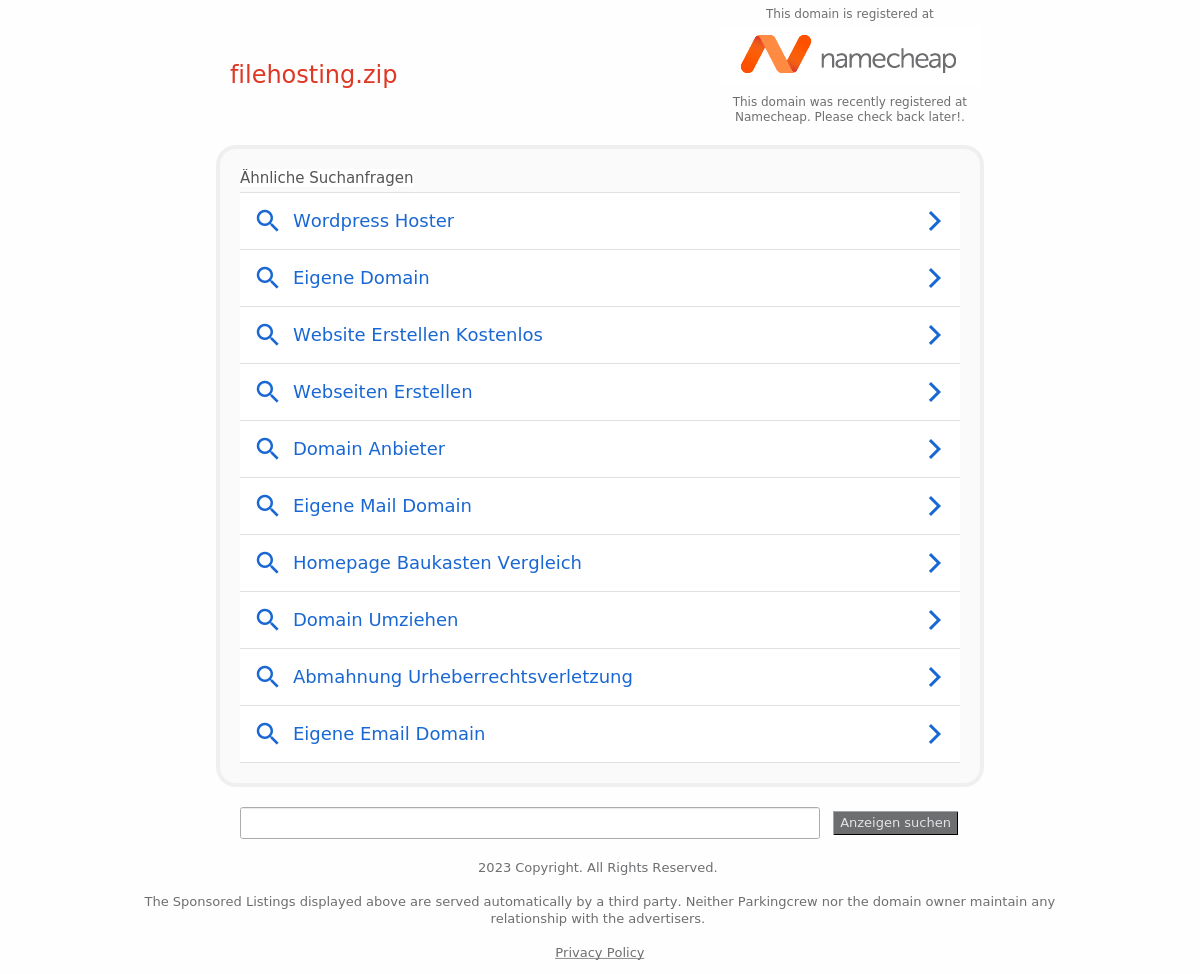 This domain is registered at
namecheap
filehosting.zip
This domain was recently registered at
Namecheap. Please check back later!.
Ähnliche Suchanfragen
Wordpress Hoster
Eigene Domain
Website Erstellen Kostenlos
Webseiten Erstellen
Domain Anbieter
Eigene Mail Domain
Homepage Baukasten Vergleich
Domain Umziehen
Abmahnung Urheberrechtsverletzung
Eigene Email Domain
Anzeigen suchen
2023 Copyright. All Rights Reserved.
The Sponsored Listings displayed above are served automatically by a third party. Neither Parkingcrew nor the domain owner maintain any
relationship with the advertisers.
Privacy Policy